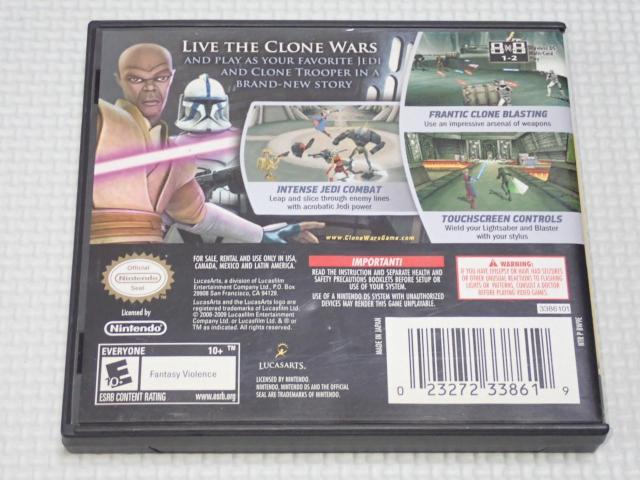 LIVE THE CLONE WARS
AND PLAY AS YOUR FAVORITE JEDI
AND CLONE TROOPER IN A
BRAND-NEW STORY
1-2
Wireless DS
Multi-Card
Play
FRANTIC CLONE BLASTING
Use an impressive arsenal of weapons
INTENSE JEDI COMBAT
Leap and slice through enemy lines
with acrobatic Jedi power
TOUCHSCREEN CONTROLS
Wield your Lightsaber and Blaster
with your stylus
www.CloneWarsGame.com
Official
Nintendo
Seal
Licensed by
Nintendo
FOR SALE, RENTAL AND USE ONLY IN USA,
CANADA, MEXICO AND LATIN AMERICA.
LucasArts, a division of Lucasfilm
Entertainment Company Ltd., P.O. Box
29908 San Francisco, CA 94129.
LucasArts and the LucasArts logo are
registered trademarks of Lucasfilm Ltd.
© 2008-2009 Lucasfilm Entertainment
Company Ltd. or Lucasfilm Ltd. & ® or
TM as indicated. All rights reserved.
IMPORTANT!
READ THE INSTRUCTION AND SEPARATE HEALTH AND
SAFETY PRECAUTIONS BOOKLETS BEFORE SETUP OR
USE OF YOUR SYSTEM.
USE OF A NINTENDO DS SYSTEM WITH UNAUTHORIZED
DEVICES MAY RENDER THIS GAME UNPLAYABLE.
WARNING:
IF YOU HAVE EPILEPSY OR HAVE HAD SEIZURES
OR OTHER UNUSUAL REACTIONS TO FLASHING
LIGHTS OR PATTERNS, CONSULT A DOCTOR
BEFORE PLAYING VIDEO GAMES.
3386101
EVERYONE 10+ ™
E
10+
Fantasy Violence
ESRB CONTENT RATING www.esrb.org
LUCASARTS
LICENSED BY NINTENDO.
NINTENDO, NINTENDO DS AND THE OFFICIAL
SEAL ARE TRADEMARKS OF NINTENDO.
MADE IN JAPAN
0 23272 33861 9